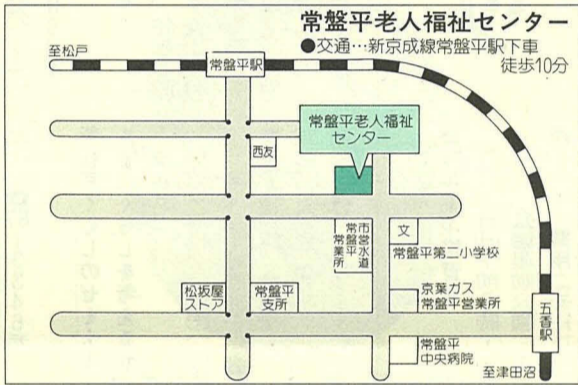 常盤平老人福祉センター
●交通…新京成線常盤平駅下車
徒歩10分
至松戸
常盤平駅
常盤平老人福祉
センター
西友
市営水道
常盤平
営業所
文
常盤平第二小学校
松坂屋
ストア
常盤平
支所
京葉ガス
常盤平営業所
五香駅
常盤平
中央病院
至津田沼